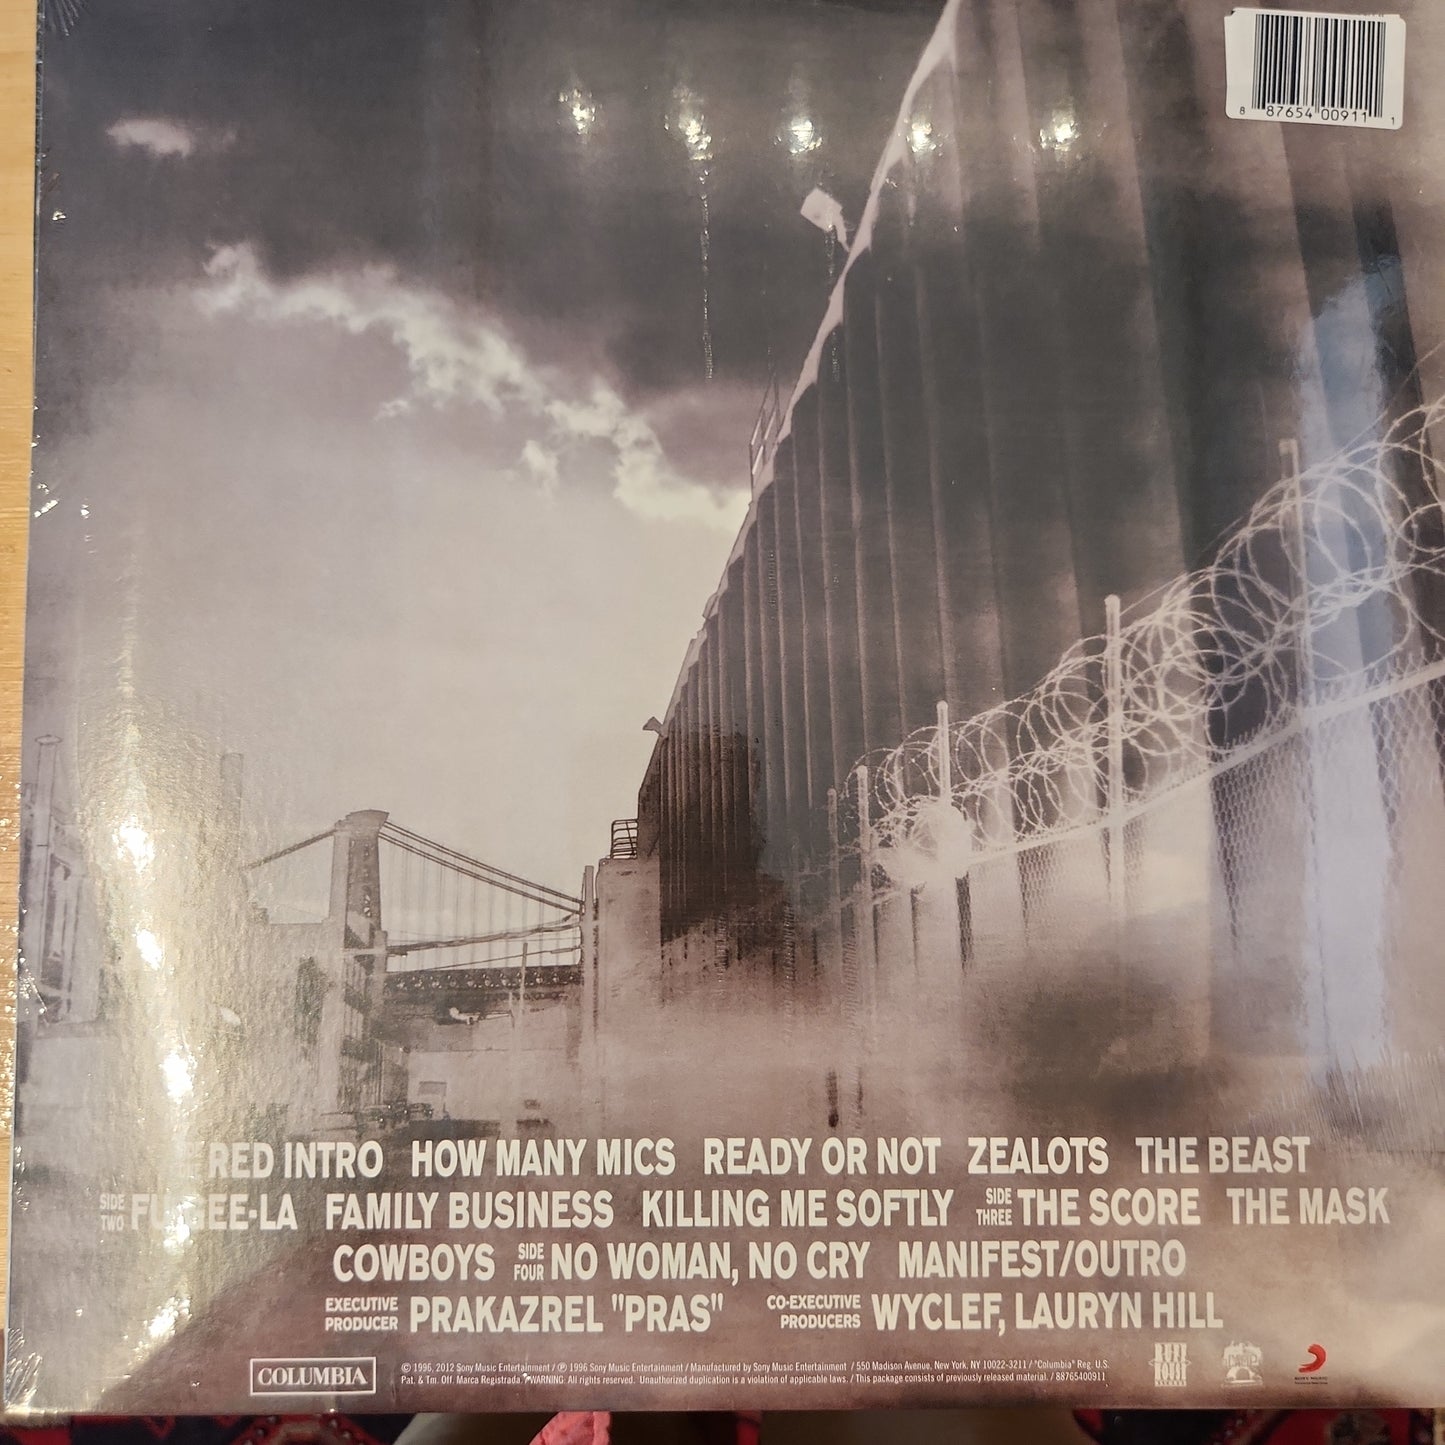 8 87654 00911 1
RED INTRO HOW MANY MICS READY OR NOT ZEALOTS THE BEAST
SIDE TWO FU-GEE-LA FAMILY BUSINESS KILLING ME SOFTLY SIDE THREE THE SCORE THE MASK
COWBOYS SIDE FOUR NO WOMAN, NO CRY MANIFEST/OUTRO
EXECUTIVE PRODUCER PRAKAZREL "PRAS" CO-EXECUTIVE PRODUCERS WYCLEF, LAURYN HILL
COLUMBIA
© 1996, 2012 Sony Music Entertainment / ℗ 1996 Sony Music Entertainment / Manufactured by Sony Music Entertainment / 550 Madison Avenue, New York, NY 10022-3211 / "Columbia" Reg. U.S.
Pat. & Tm. Off. Marca Registrada. / WARNING: All rights reserved. Unauthorized duplication is a violation of applicable laws. / This package consists of previously released material. / 88765400911
SONY MUSIC